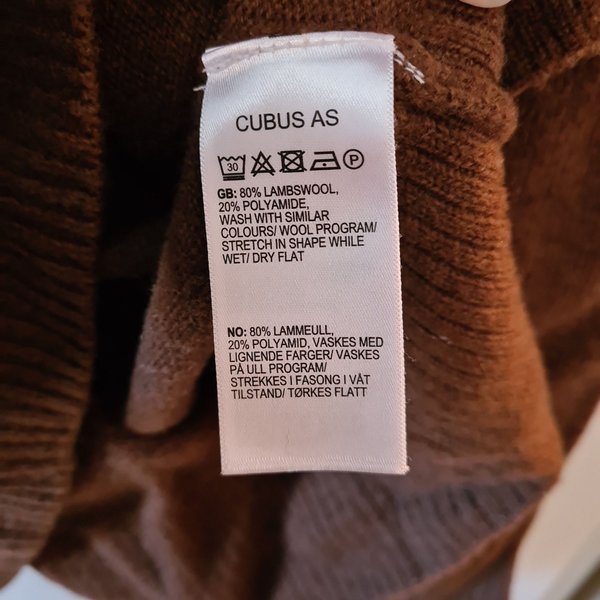 CUBUS AS
30 P
GB: 80% LAMBSWOOL,
20% POLYAMIDE,
WASH WITH SIMILAR
COLOURS/ WOOL PROGRAM/
STRETCH IN SHAPE WHILE
WET/ DRY FLAT
NO: 80% LAMMEULL,
20% POLYAMID, VASKES MED
LIGNENDE FARGER/ VASKES
PÅ ULL PROGRAM/
STREKKES I FASONG I VÅT
TILSTAND/ TØRKES FLATT